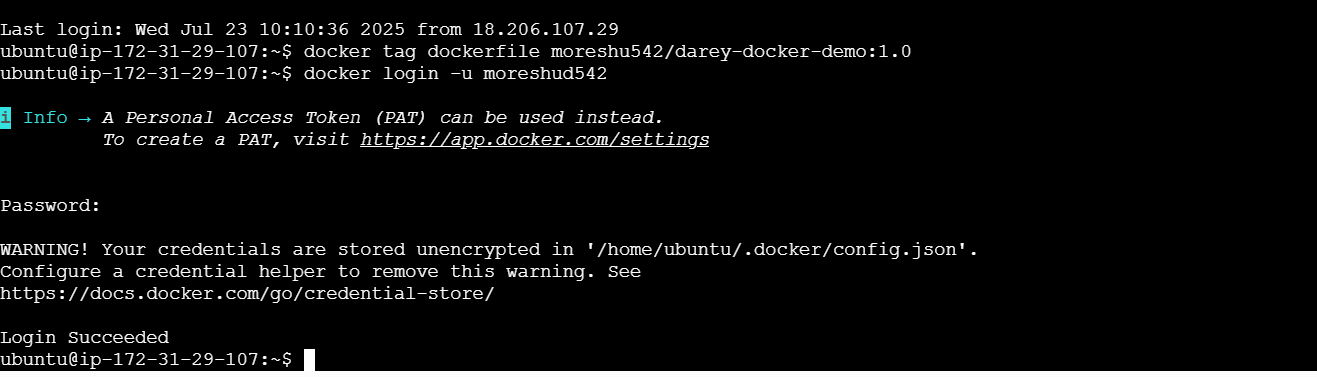 Last login: Wed Jul 23 10:10:36 2025 from 18.206.107.29
ubuntu@ip-172-31-29-107:~$ docker tag dockerfile moreshu542/darey-docker-demo:1.0
ubuntu@ip-172-31-29-107:~$ docker login -u moreshud542
i Info → A Personal Access Token (PAT) can be used instead.
To create a PAT, visit https://app.docker.com/settings
Password:
WARNING! Your credentials are stored unencrypted in '/home/ubuntu/.docker/config.json'.
Configure a credential helper to remove this warning. See
https://docs.docker.com/go/credential-store/
Login Succeeded
ubuntu@ip-172-31-29-107:~$